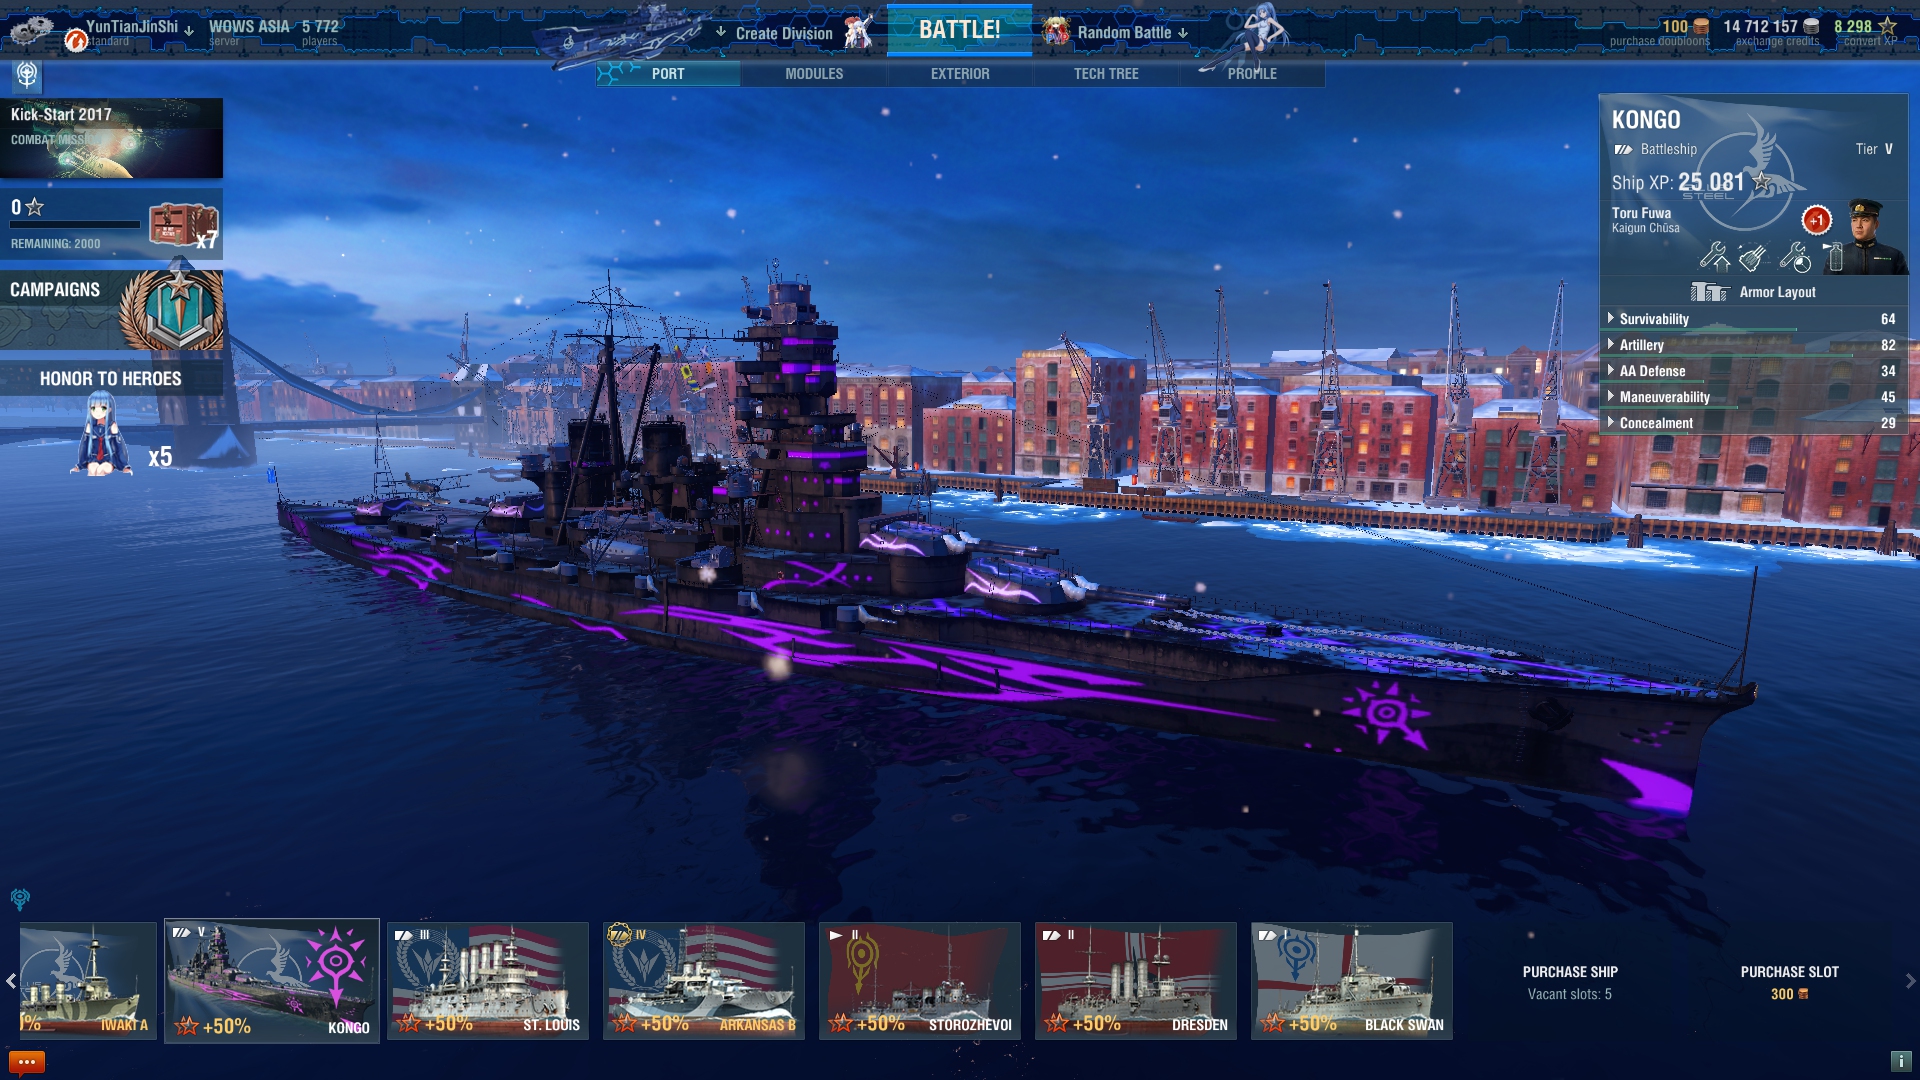 YunTianJinShi
standard
WOWS ASIA
server
5 772
players
Create Division
BATTLE!
Random Battle
100
purchase doubloons
14 712 157
exchange credits
8 298
convert XP
PORT
MODULES
EXTERIOR
TECH TREE
PROFILE
Kick-Start 2017
COMBAT MISSI
0
REMAINING: 2000
x7
CAMPAIGNS
HONOR TO HEROES
x5
KONGO
Battleship
Tier V
Ship XP: 25 081
STEEL
Toru Fuwa
Kaigun Chūsa
+1
Armor Layout
Survivability 64
Artillery 82
AA Defense 34
Maneuverability 45
Concealment 29
%
IWAKI A
V
+50%
KONGO
III
+50%
ST. LOUIS
IV
+50%
ARKANSAS B
II
+50%
STOROZHEVOI
II
+50%
DRESDEN
I
+50%
BLACK SWAN
PURCHASE SHIP
Vacant slots: 5
PURCHASE SLOT
300